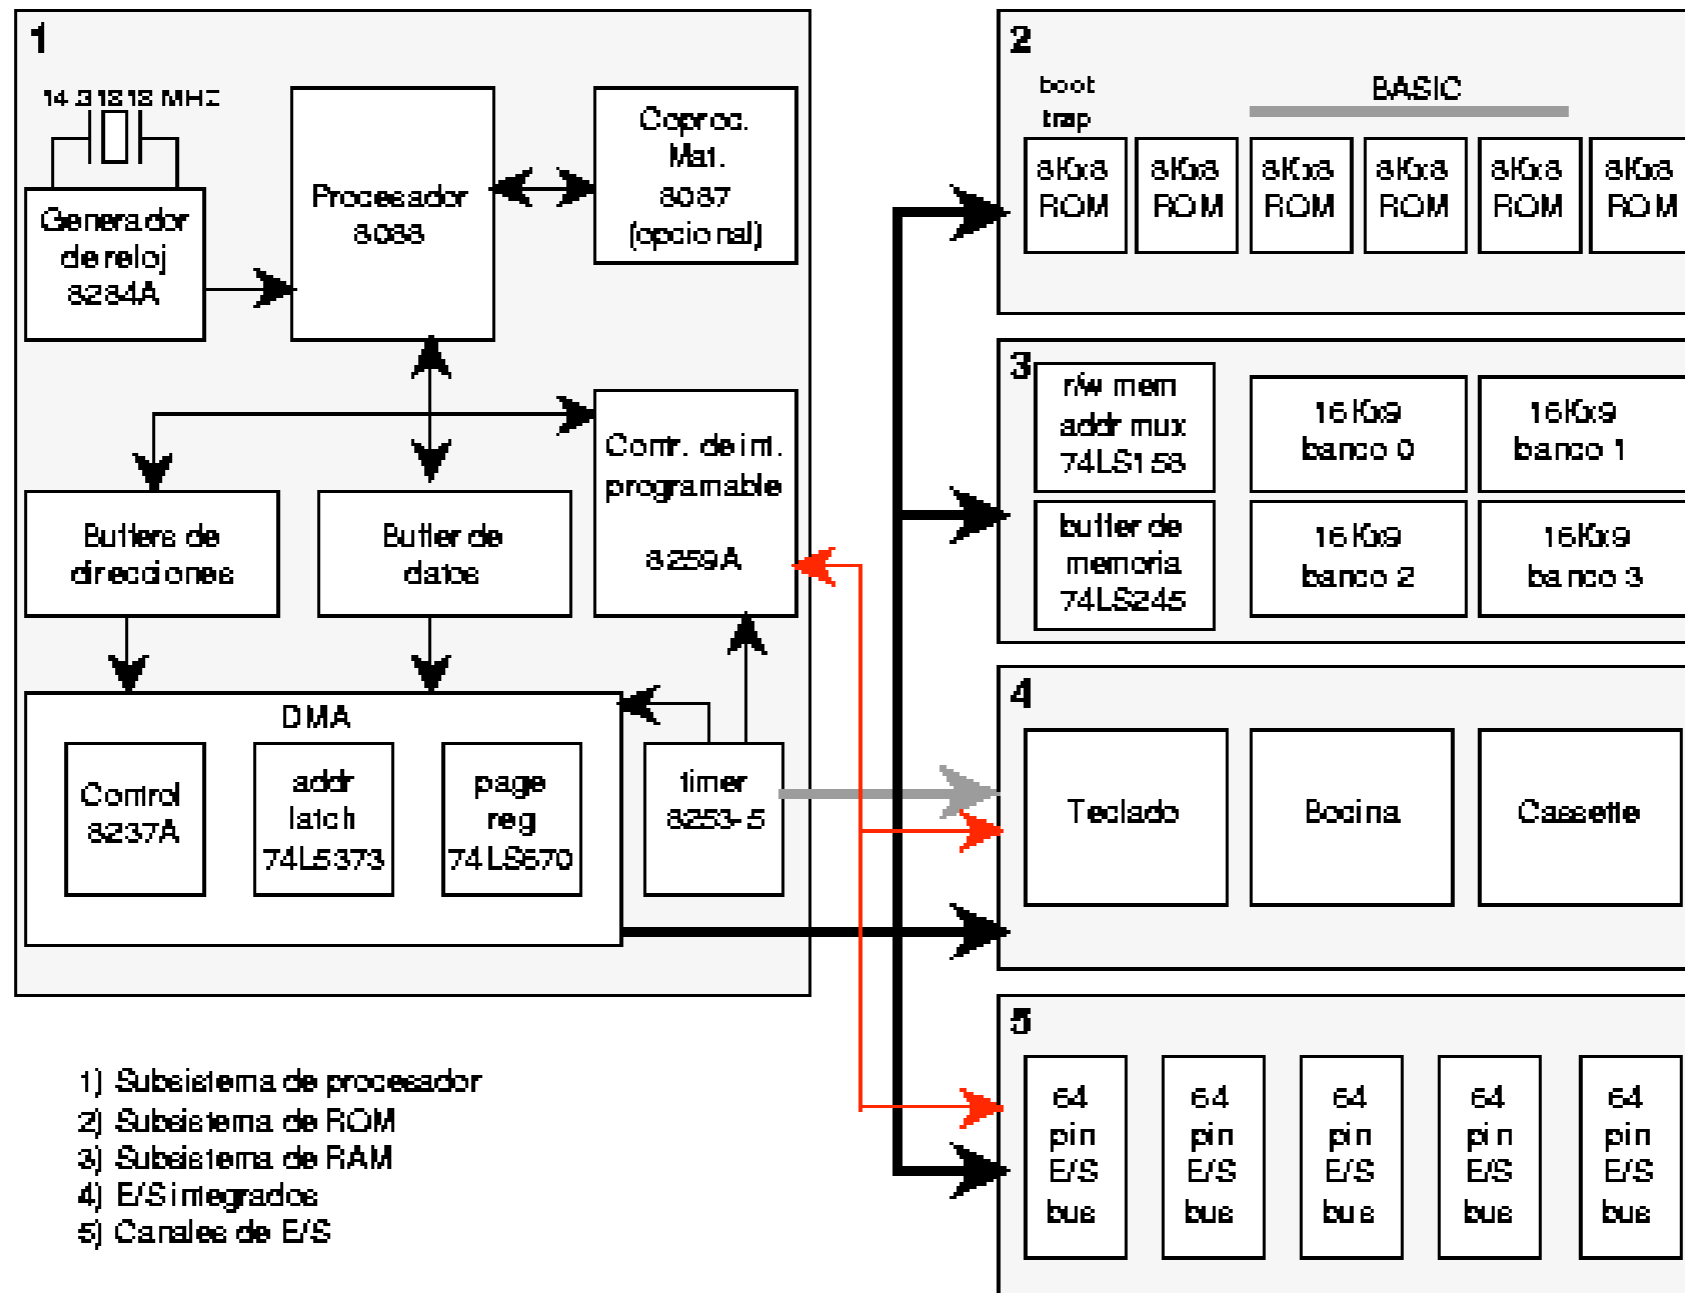 1
14.31818 MHZ
Generador
de reloj
8284A
Procesador
8088
Coproc.
Mat.
8087
(opcional)
Contr. de int.
programable
8259A
Buffers de
direcciones
Buffer de
datos
DMA
Control
8237A
addr
latch
74LS373
page
reg
74LS670
timer
8253-5
2
boot
trap
BASIC
8Kx8
ROM
8Kx8
ROM
8Kx8
ROM
8Kx8
ROM
8Kx8
ROM
8Kx8
ROM
3
r/w mem
addr mux
74LS158
buffer de
memoria
74LS245
16Kx9
banco 0
16Kx9
banco 1
16Kx9
banco 2
16Kx9
banco 3
4
Teclado
Bocina
Cassette
5
64
pin
E/S
bus
64
pin
E/S
bus
64
pin
E/S
bus
64
pin
E/S
bus
64
pin
E/S
bus
1) Subsistema de procesador
2) Subsistema de ROM
3) Subsistema de RAM
4) E/S integrados
5) Canales de E/S